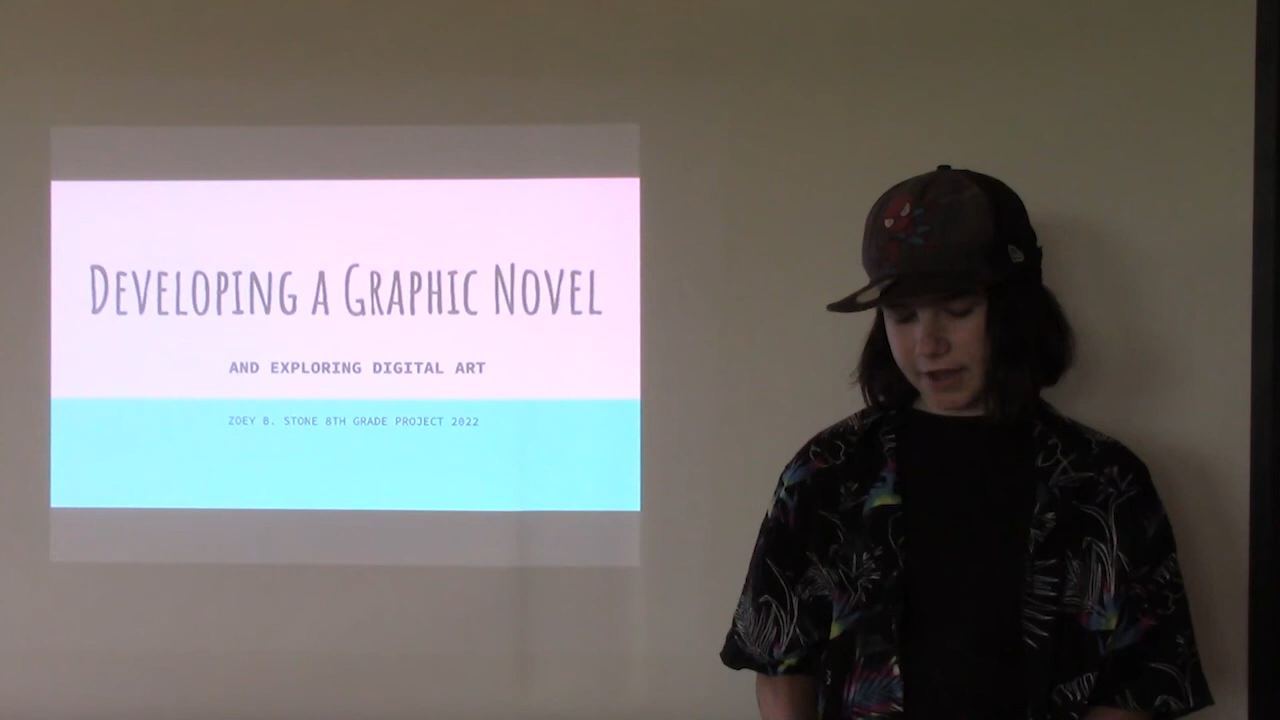 DEVELOPING A GRAPHIC NOVEL
AND EXPLORING DIGITAL ART
ZOEY B. STONE 8TH GRADE PROJECT 2022